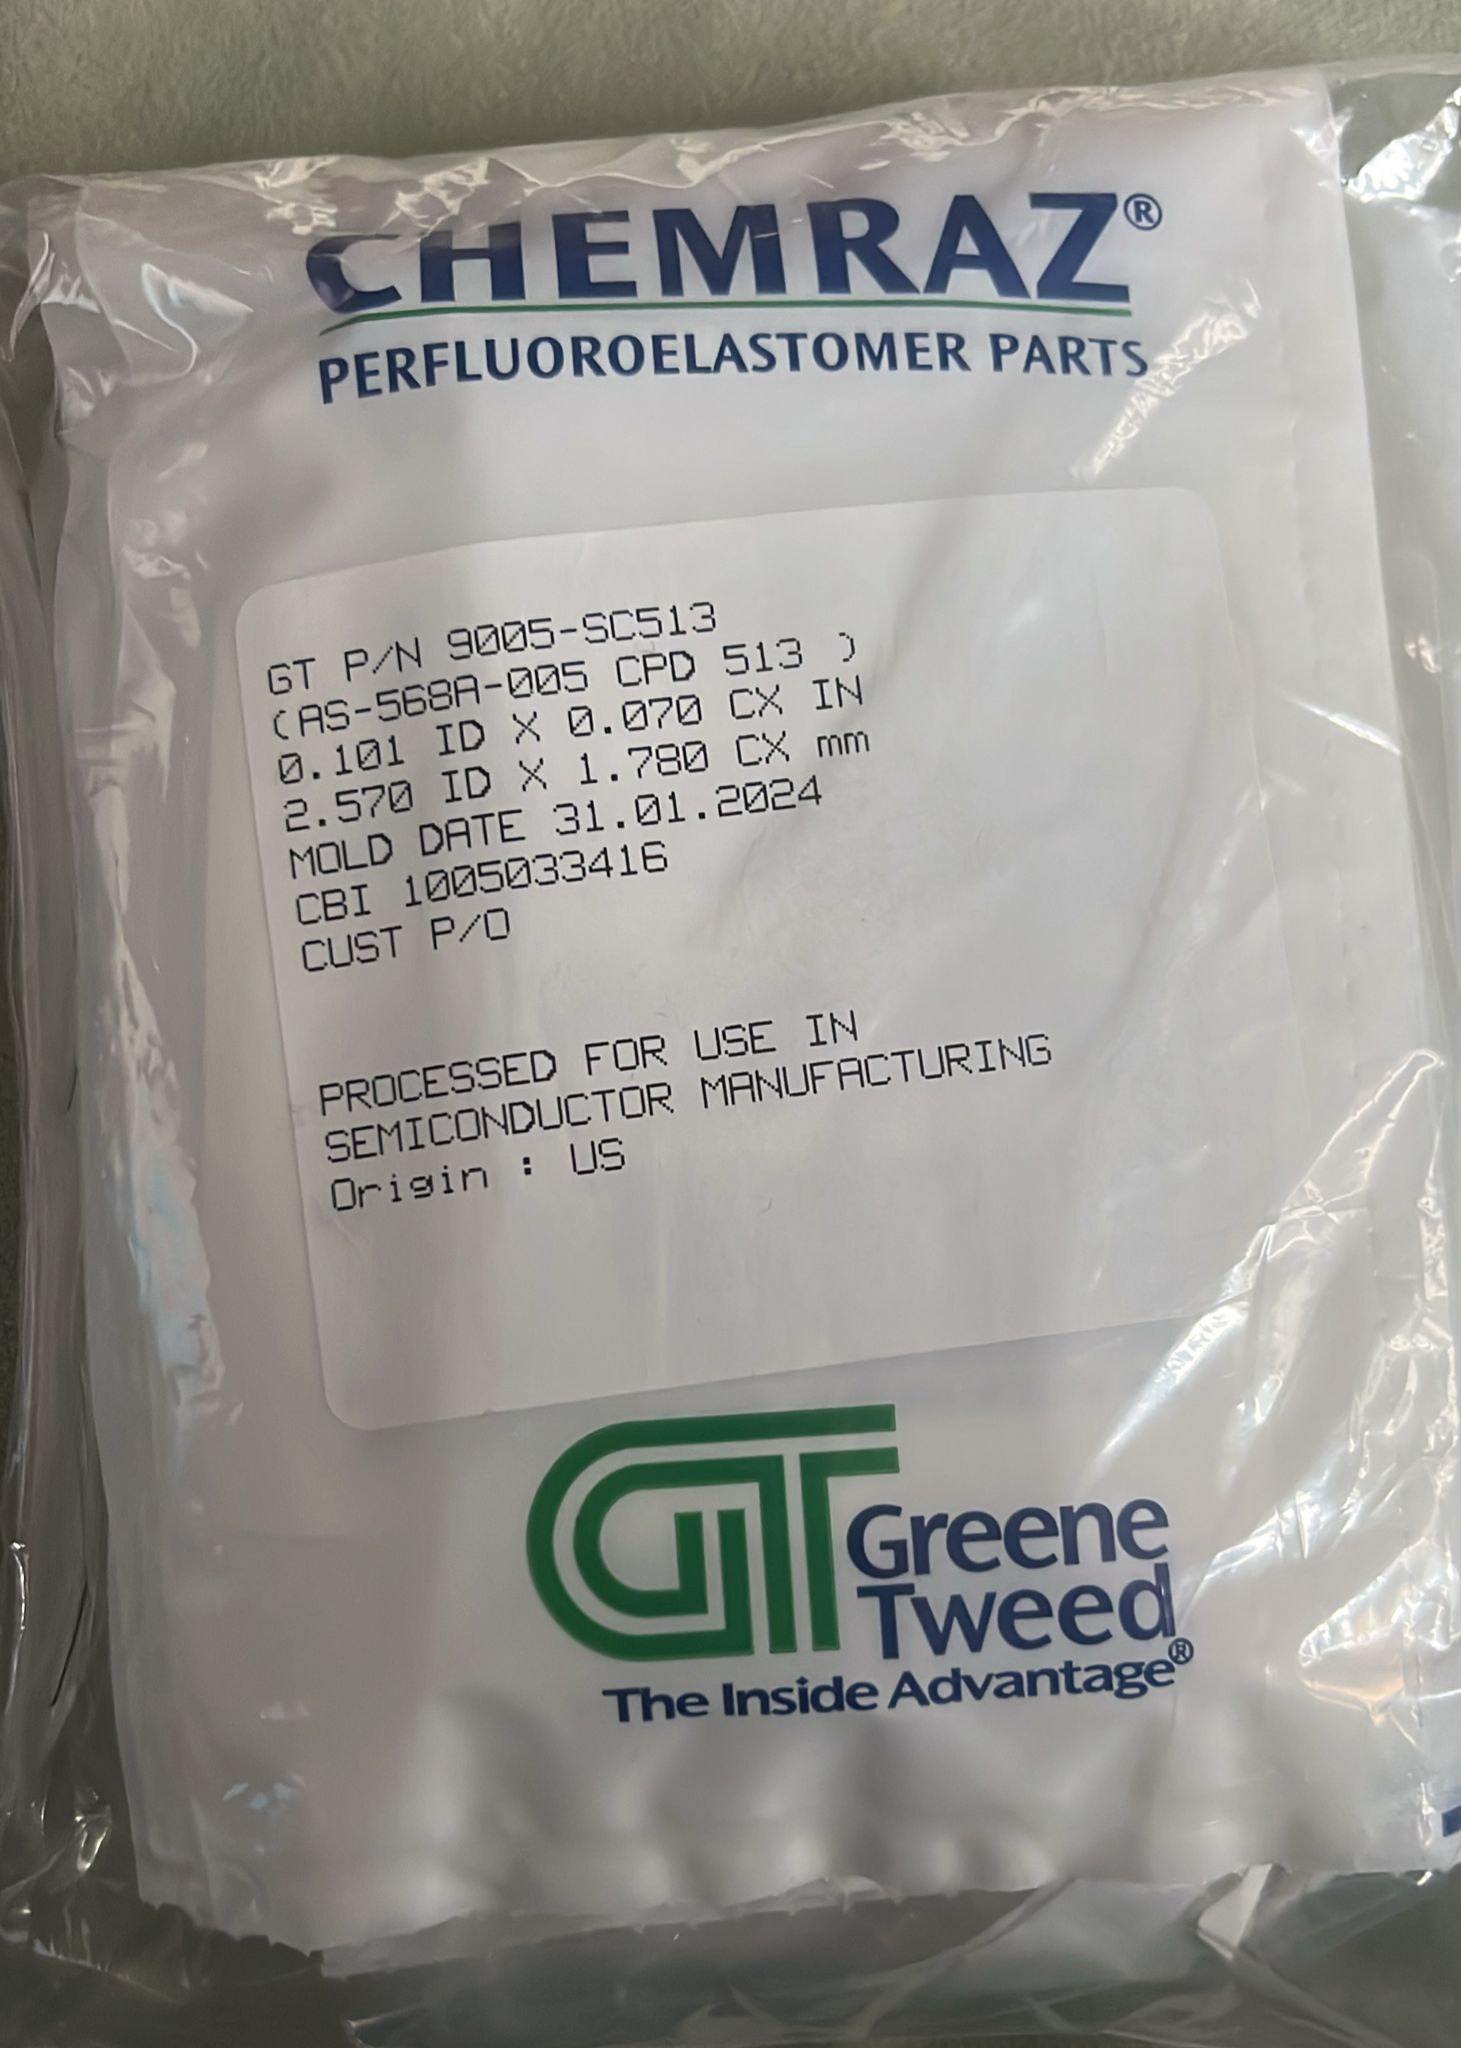 CHEMRAZ®
PERFLUOROELASTOMER PARTS
GT P/N 9005-SC513
(AS-568A-005 CPD 513 )
0.101 ID X 0.070 CX IN
2.570 ID X 1.780 CX mm
MOLD DATE 31.01.2024
CBI 1005033416
CUST P/O
PROCESSED FOR USE IN
SEMICONDUCTOR MANUFACTURING
Origin : US
GT
Greene
Tweed
The Inside Advantage®